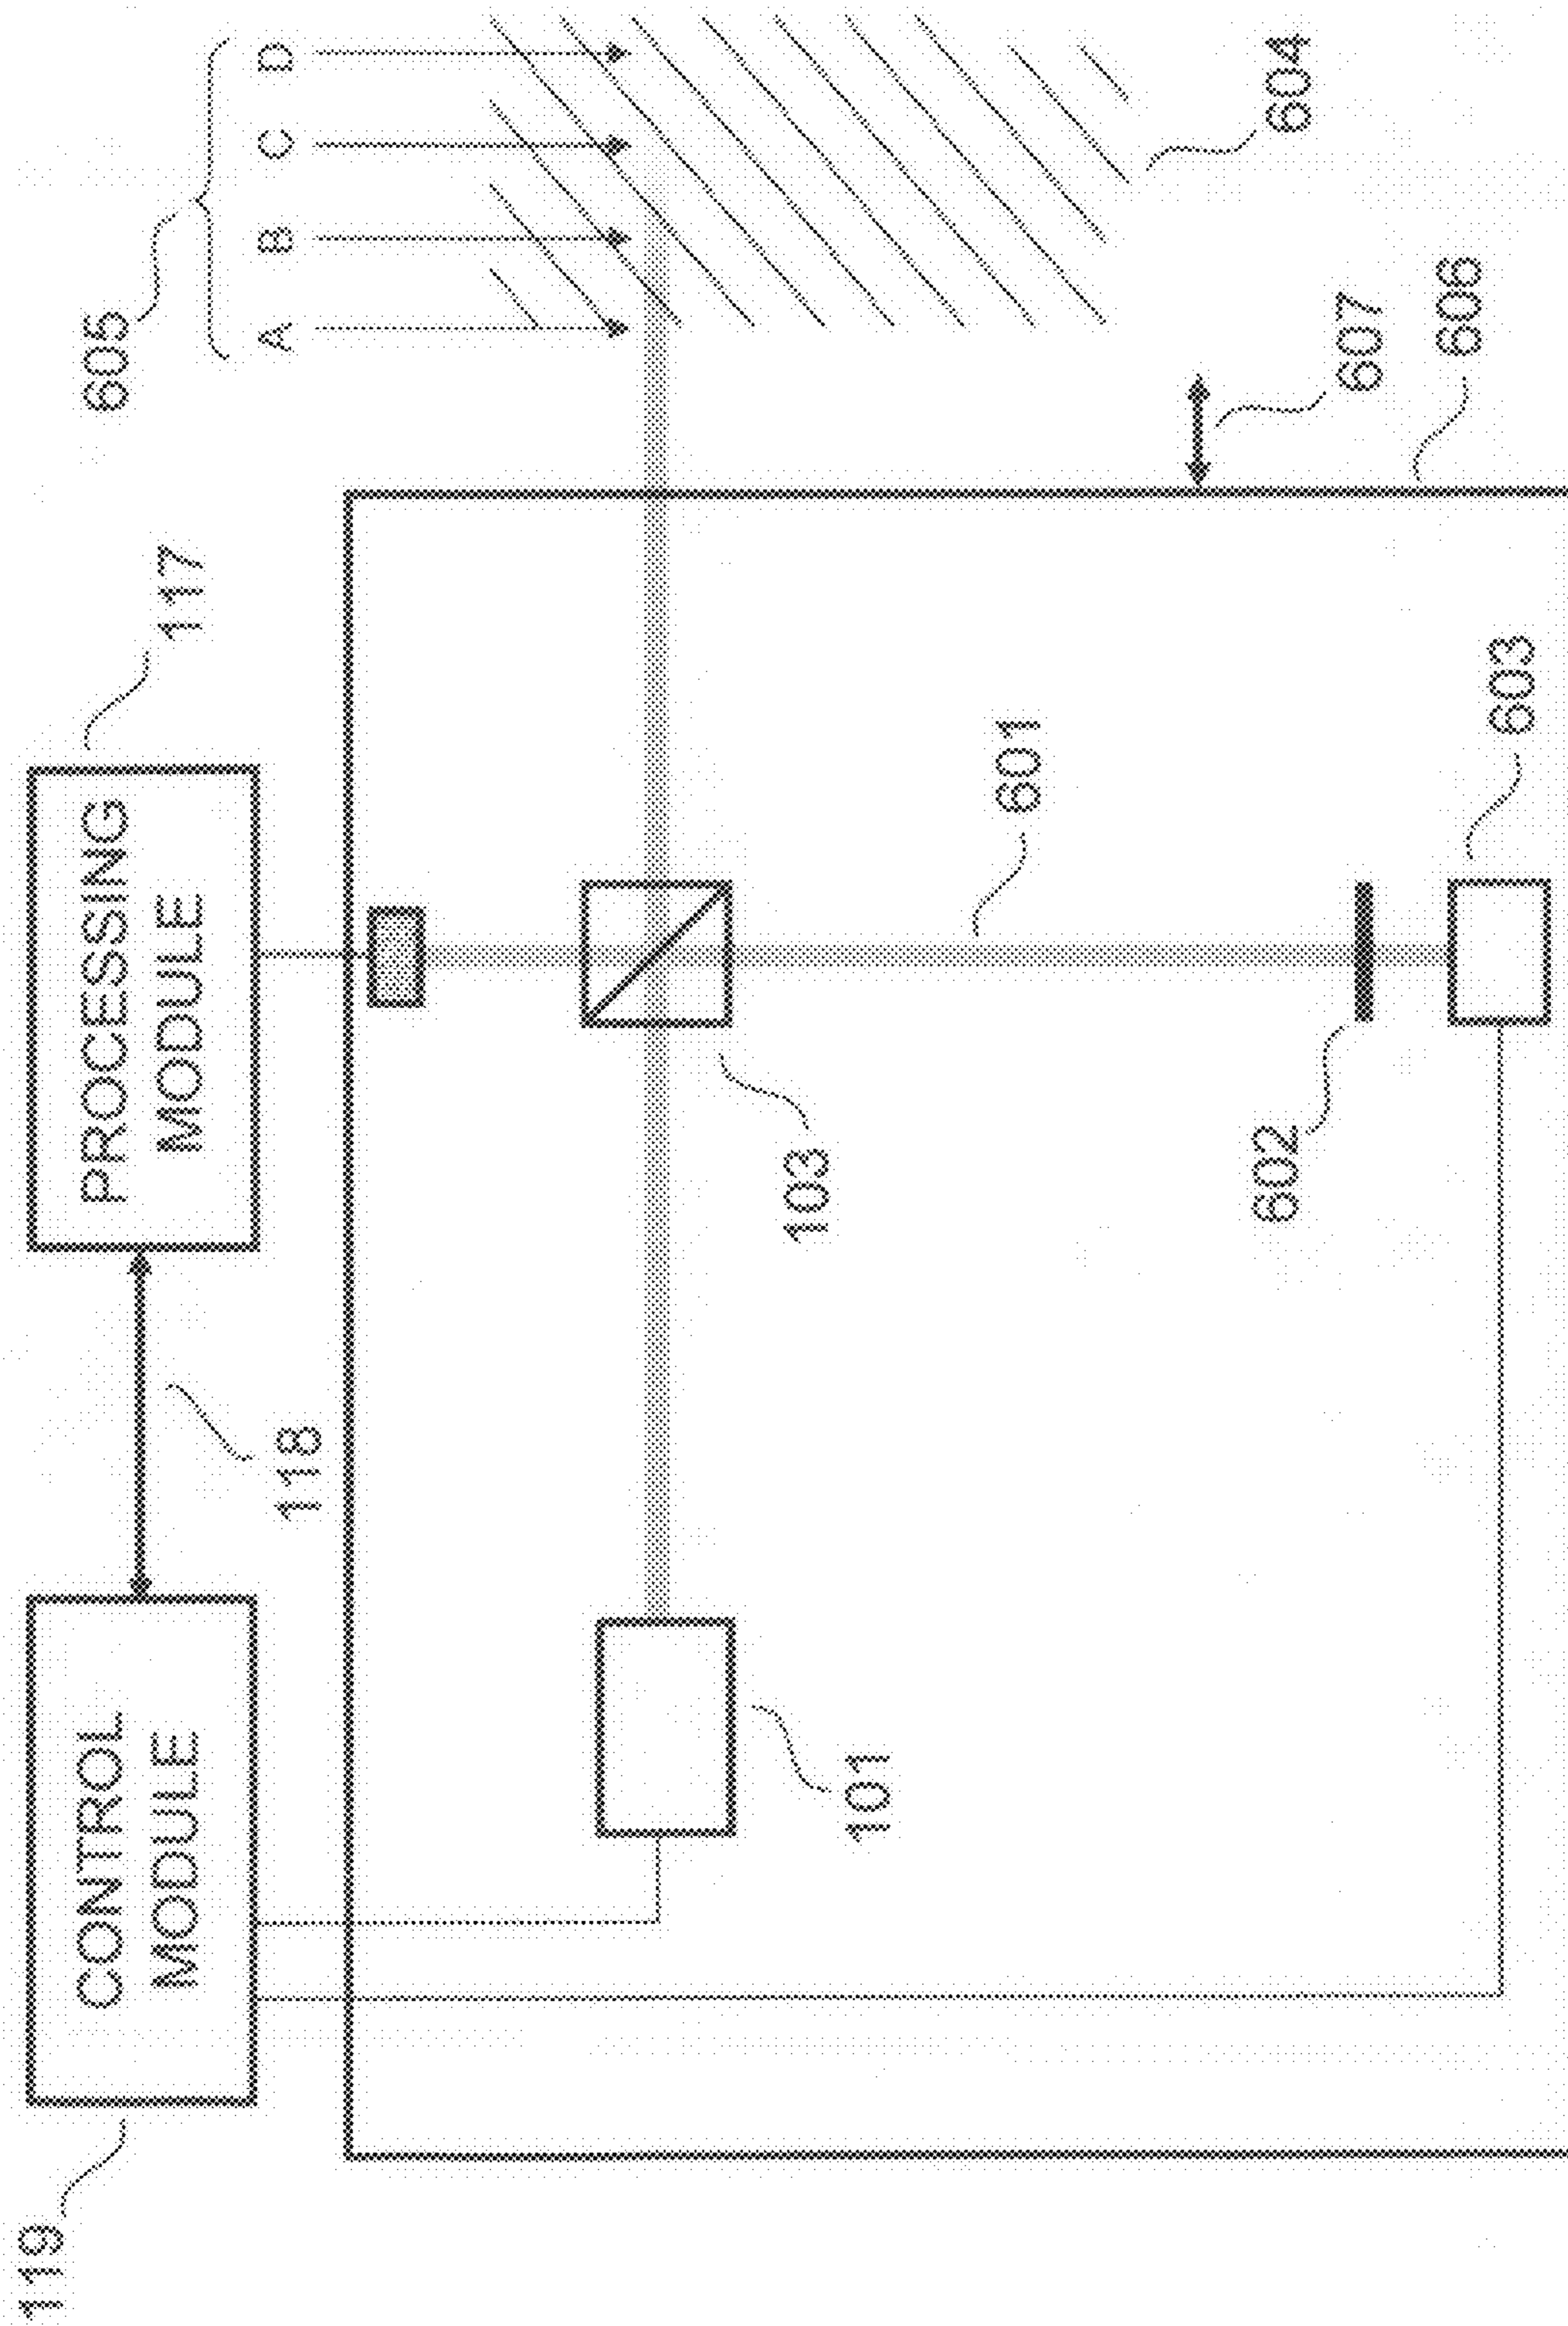 119
CONTROL
MODULE
118
PROCESSING
MODULE
117
605
A
B
C
D
101
103
601
602
603
604
607
606